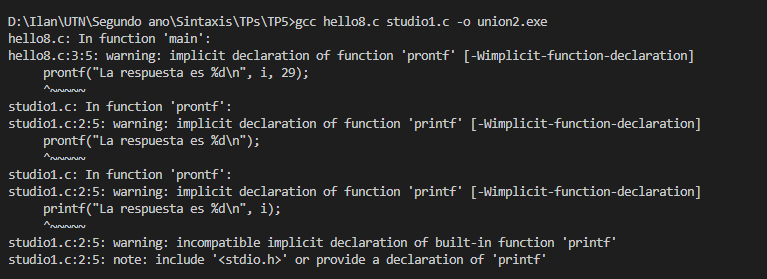 D:\Ilan\UTN\Segundo ano\Sintaxis\TPs\TP5>gcc hello8.c studio1.c -o union2.exe
hello8.c: In function 'main':
hello8.c:3:5: warning: implicit declaration of function 'prontf' [-Wimplicit-function-declaration]
prontf("La respuesta es %d\n", i, 29);
^~~~~~
studio1.c: In function 'prontf':
studio1.c:2:5: warning: implicit declaration of function 'printf' [-Wimplicit-function-declaration]
prontf("La respuesta es %d\n");
^~~~~~
studio1.c: In function 'prontf':
studio1.c:2:5: warning: implicit declaration of function 'printf' [-Wimplicit-function-declaration]
printf("La respuesta es %d\n", i);
^~~~~~
studio1.c:2:5: warning: incompatible implicit declaration of built-in function 'printf'
studio1.c:2:5: note: include '<stdio.h>' or provide a declaration of 'printf'